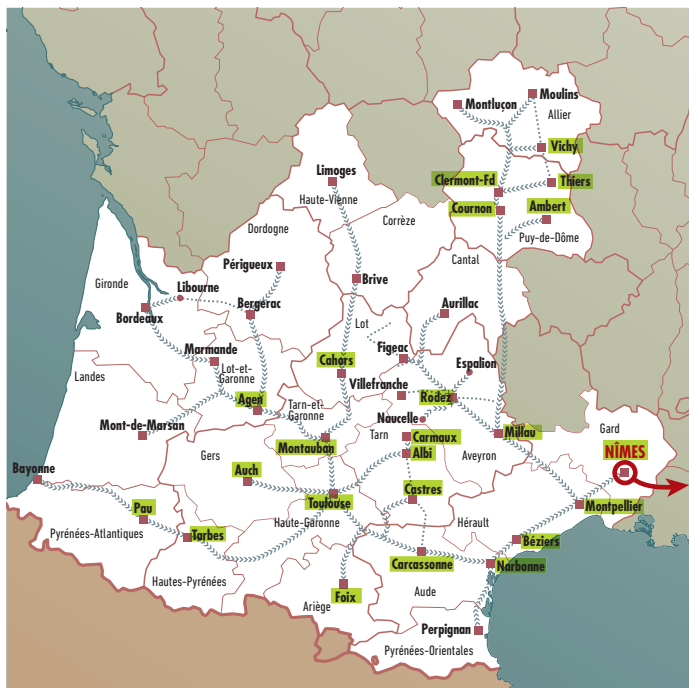 Montluçon
Moulins
Allier
Vichy
Limoges
Haute-Vienne
Clermont-Fd
Thiers
Cournon
Ambert
Puy-de-Dôme
Corrèze
Dordogne
Cantal
Périgueux
Gironde
Libourne
Brive
Bordeaux
Bergerac
Aurillac
Lot
Marmande
Figeac
Espalion
Lot-et-
Garonne
Cahors
Landes
Villefranche
Agen
Tarn-et-
Garonne
Rodez
Naucelle
Mont-de-Marsan
Tarn
Carmaux
Millau
Gard
NÎMES
Montauban
Albi
Aveyron
Gers
Auch
Bayonne
Castres
Toulouse
Montpellier
Pau
Haute-Garonne
Hérault
Pyrénées-Atlantiques
Tarbes
Béziers
Carcassonne
Narbonne
Hautes-Pyrénées
Foix
Aude
Ariège
Perpignan
Pyrénées-Orientales